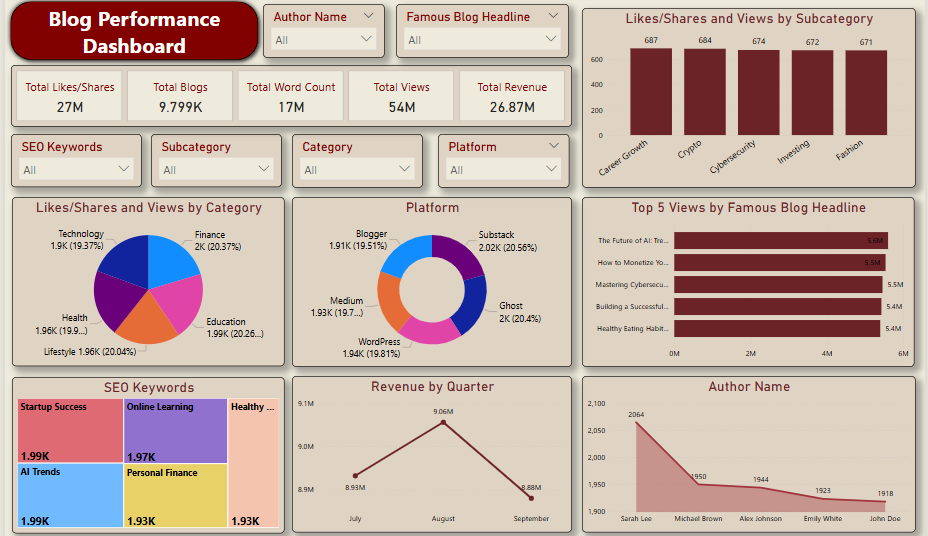 Blog Performance
Dashboard
Author Name
All
Famous Blog Headline
All
Total Likes/Shares
27M
Total Blogs
9.799K
Total Word Count
17M
Total Views
54M
Total Revenue
26.87M
SEO Keywords
All
Subcategory
All
Category
All
Platform
All
Likes/Shares and Views by Subcategory
600
400
200
0
687
684
674
672
671
Career Growth
Crypto
Cybersecurity
Investing
Fashion
Likes/Shares and Views by Category
Technology
1.9K (19.37%)
Finance
2K (20.37%)
Health
1.96K (19.9...)
Education
1.99K (20.26...)
Lifestyle 1.96K (20.04%)
Platform
Blogger
1.91K (19.51%)
Substack
2.02K (20.56%)
Medium
1.93K (19.7...)
Ghost
2K (20.4%)
WordPress
1.94K (19.81%)
Top 5 Views by Famous Blog Headline
The Future of AI: Tre...
5.6M
How to Monetize Yo...
5.5M
Mastering Cybersecu...
5.5M
Building a Successful...
5.4M
Healthy Eating Habit...
5.4M
0M
2M
4M
6M
SEO Keywords
Startup Success
1.99K
Online Learning
1.97K
Healthy ...
1.93K
AI Trends
1.99K
Personal Finance
1.93K
Revenue by Quarter
9.1M
9.0M
8.9M
8.93M
9.06M
8.88M
July
August
September
Author Name
2,100
2,050
2,000
1,950
1,900
2064
1950
1944
1923
1918
Sarah Lee
Michael Brown
Alex Johnson
Emily White
John Doe